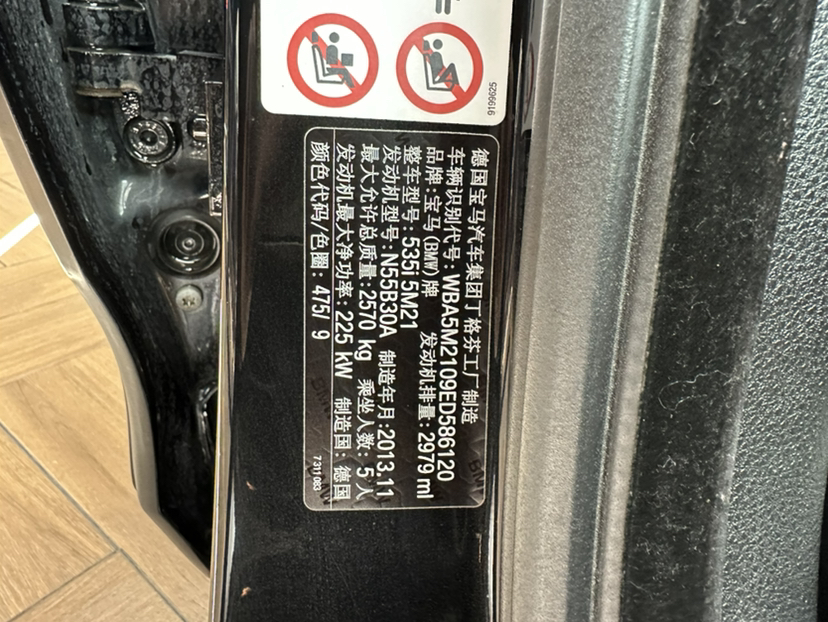 9199625
德国宝马汽车集团丁格芬工厂制造
车辆识别代号:WBA5M2109ED586120
品牌:宝马(BMW)牌 发动机排量: 2979 ml
整车型号:535i 5M21
发动机型号:N55B30A 制造年月:2013.11
最大允许总质量:2570 kg 乘坐人数: 5人
发动机最大净功率: 225 kW 制造国: 德国
颜色代码/色圈: 475/ 9
7311083